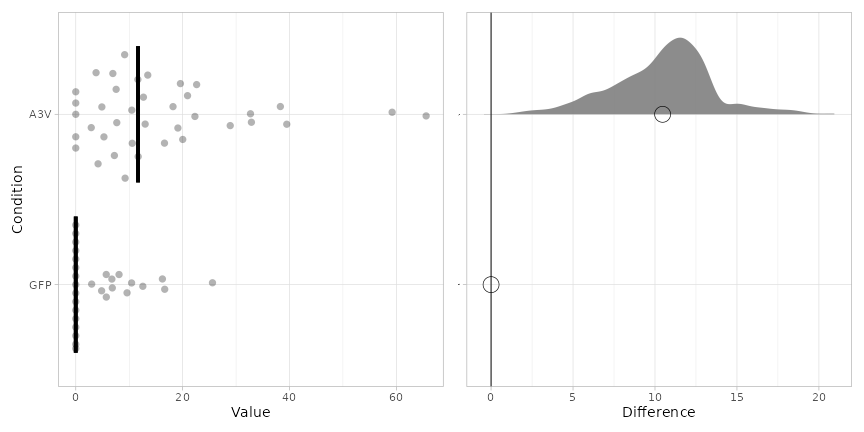 A3V
GFP
Condition
0 20 40 60
Value
0 5 10 15 20
Difference